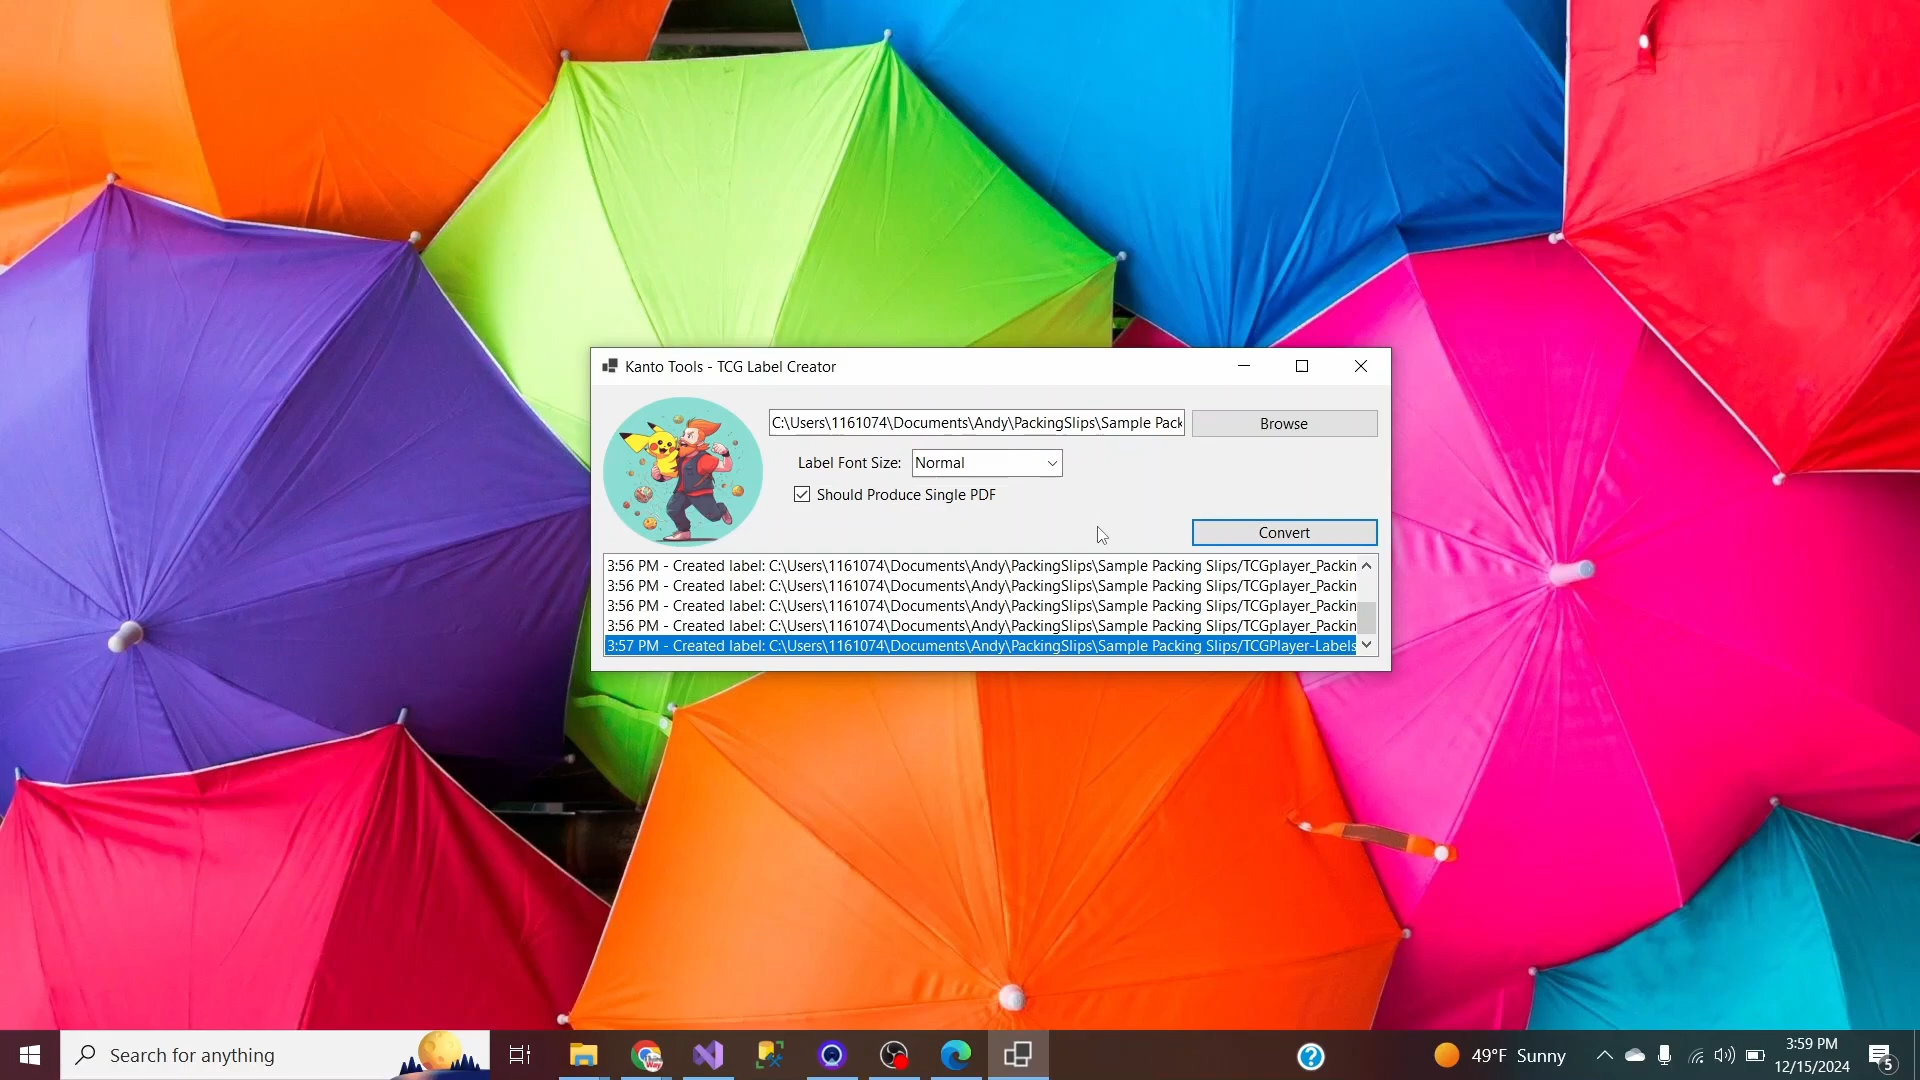 Kanto Tools - TCG Label Creator
C:\Users\1161074\Documents\Andy\PackingSlips\Sample Pack
Browse
Label Font Size: Normal
Should Produce Single PDF
Convert
3:56 PM - Created label: C:\Users\1161074\Documents\Andy\PackingSlips\Sample Packing Slips/TCGplayer_Packin
3:56 PM - Created label: C:\Users\1161074\Documents\Andy\PackingSlips\Sample Packing Slips/TCGplayer_Packin
3:56 PM - Created label: C:\Users\1161074\Documents\Andy\PackingSlips\Sample Packing Slips/TCGplayer_Packin
3:56 PM - Created label: C:\Users\1161074\Documents\Andy\PackingSlips\Sample Packing Slips/TCGplayer_Packin
3:57 PM - Created label: C:\Users\1161074\Documents\Andy\PackingSlips\Sample Packing Slips/TCGPlayer-Labels
Search for anything
49°F Sunny
3:59 PM
12/15/2024
5